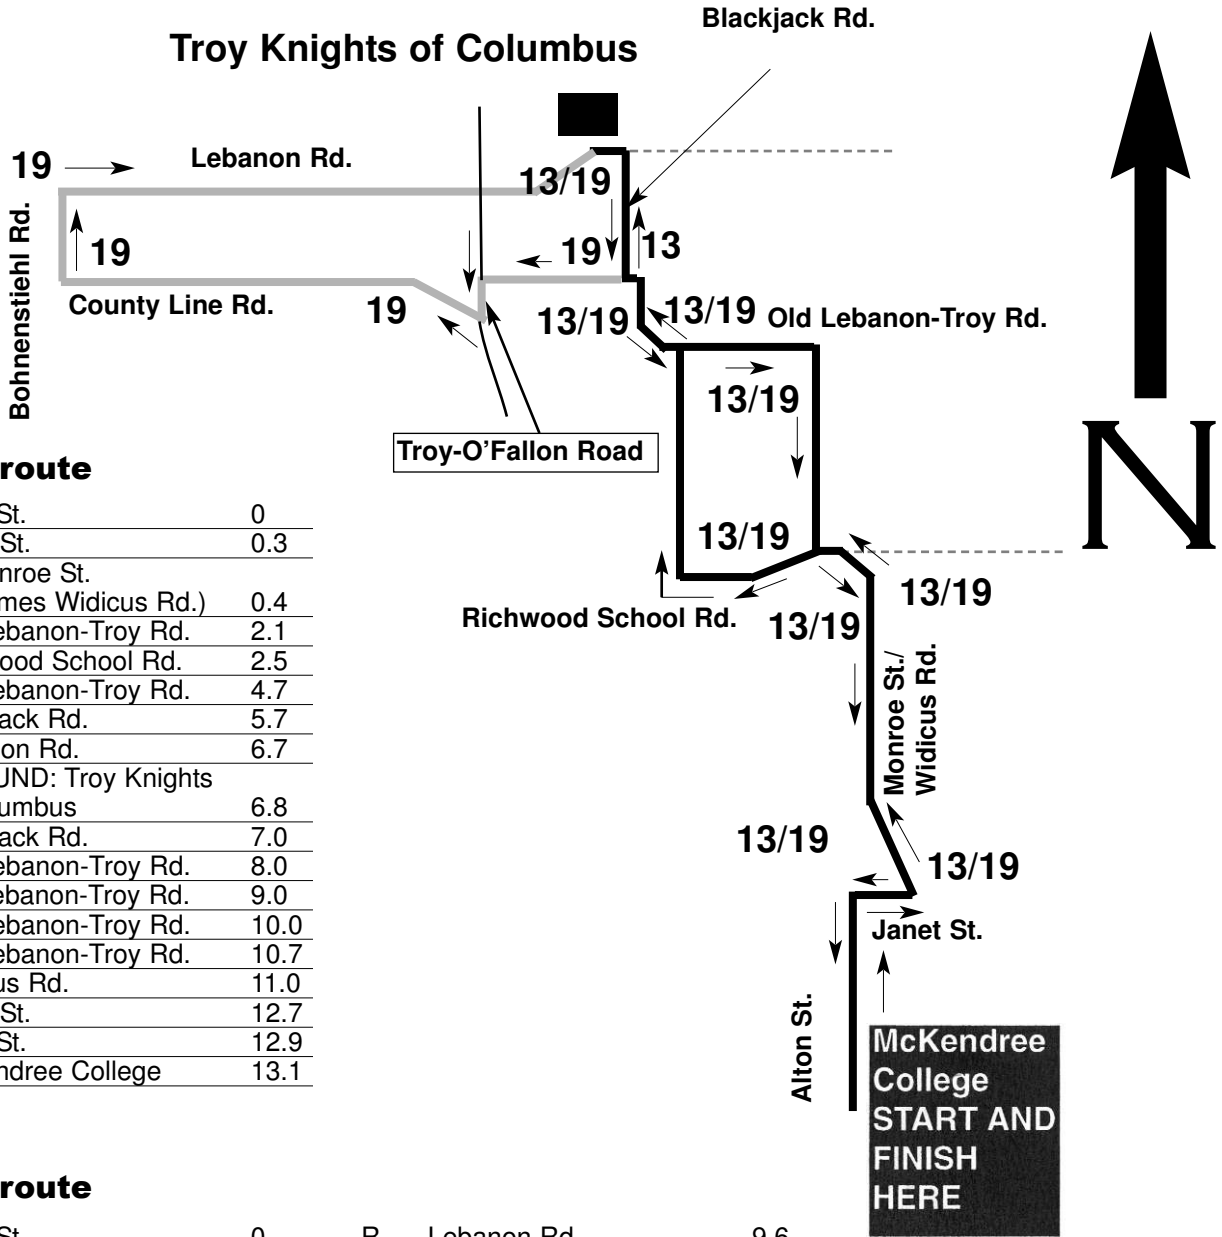 Blackjack Rd.
Troy Knights of Columbus
19
Lebanon Rd.
13/19
Bohnenstiehl Rd.
19
19
13
County Line Rd.
19
13/19
13/19
Old Lebanon-Troy Rd.
13/19
Troy-O'Fallon Road
13/19
Richwood School Rd.
13/19
13/19
Monroe St./
Widicus Rd.
13/19
13/19
Janet St.
Alton St.
McKendree
College
START AND
FINISH
HERE
N
route
St. 0
St. 0.3
nroe St.
mes Widicus Rd.) 0.4
ebanon-Troy Rd. 2.1
ood School Rd. 2.5
ebanon-Troy Rd. 4.7
ack Rd. 5.7
on Rd. 6.7
UND: Troy Knights
lumbus 6.8
ack Rd. 7.0
ebanon-Troy Rd. 8.0
ebanon-Troy Rd. 9.0
ebanon-Troy Rd. 10.0
ebanon-Troy Rd. 10.7
us Rd. 11.0
St. 12.7
St. 12.9
ndree College 13.1
route
St. 0 R Lebanon Rd. 9.6